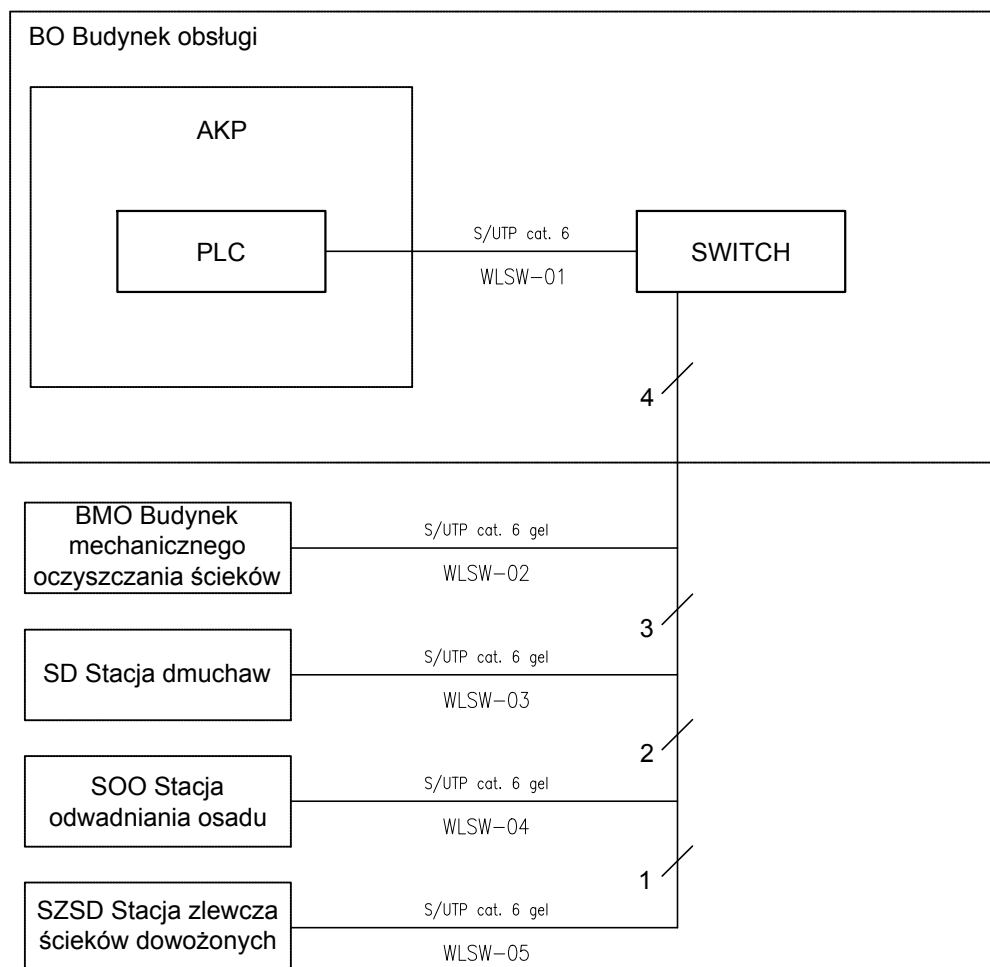 BO Budynek obsługi
AKP
PLC
S/UTP cat. 6
WLSW-01
SWITCH
4
BMO Budynek
mechanicznego
oczyszczania ścieków
S/UTP cat. 6 gel
WLSW-02
3
SD Stacja dmuchaw
S/UTP cat. 6 gel
WLSW-03
2
SOO Stacja
odwadniania osadu
S/UTP cat. 6 gel
WLSW-04
1
SZSD Stacja zlewcza
ścieków dowożonych
S/UTP cat. 6 gel
WLSW-05